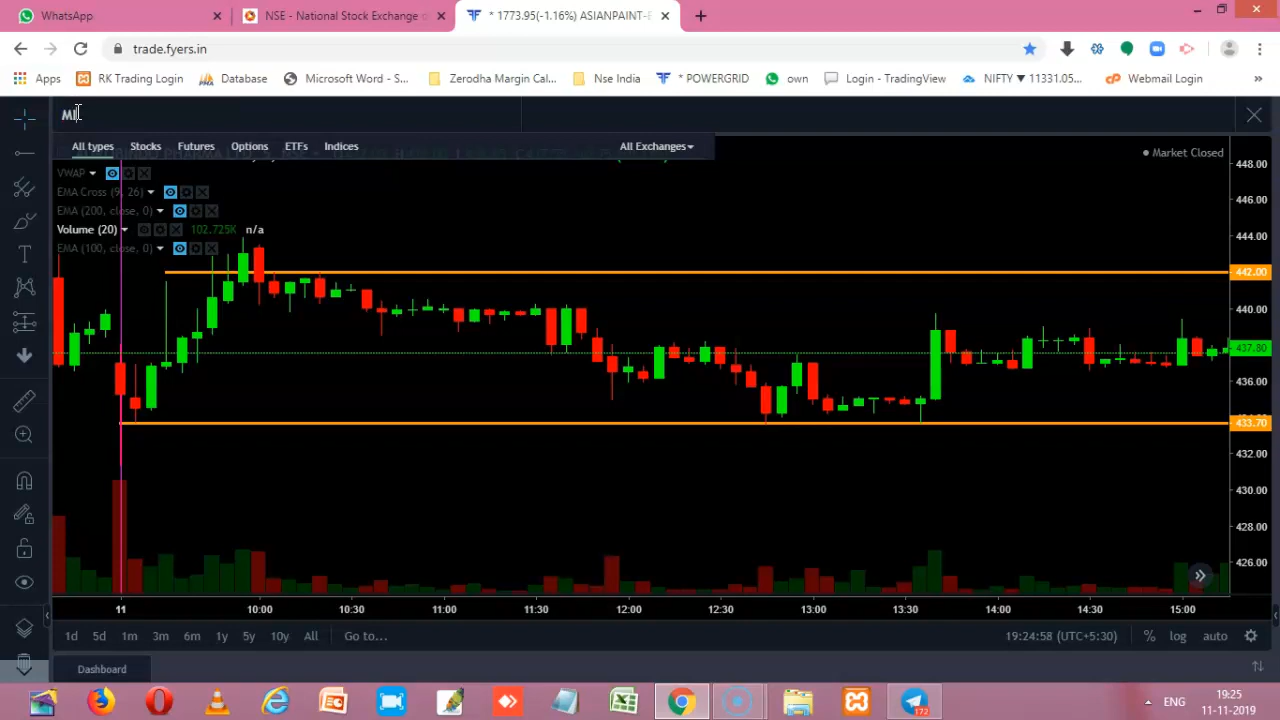 WhatsApp
NSE - National Stock Exchange o
* 1773.95(-1.16%) ASIANPAINT-E
trade.fyers.in
Apps
RK Trading Login
Database
Microsoft Word - S...
Zerodha Margin Cal...
Nse India
* POWERGRID
own
Login - TradingView
NIFTY ▼ 11331.05...
Webmail Login
»
MI
All types
Stocks
Futures
Options
ETFs
Indices
All Exchanges
Market Closed
VWAP
EMA Cross (9, 26)
EMA (200, close, 0)
Volume (20)
102.725K
n/a
EMA (100, close, 0)
448.00
446.00
444.00
442.00
440.00
437.80
436.00
433.70
432.00
430.00
428.00
426.00
11
10:00
10:30
11:00
11:30
12:00
12:30
13:00
13:30
14:00
14:30
15:00
1d
5d
1m
3m
6m
1y
5y
10y
All
Go to...
19:24:58 (UTC+5:30)
%
log
auto
Dashboard
172
ENG
19:25
11-11-2019